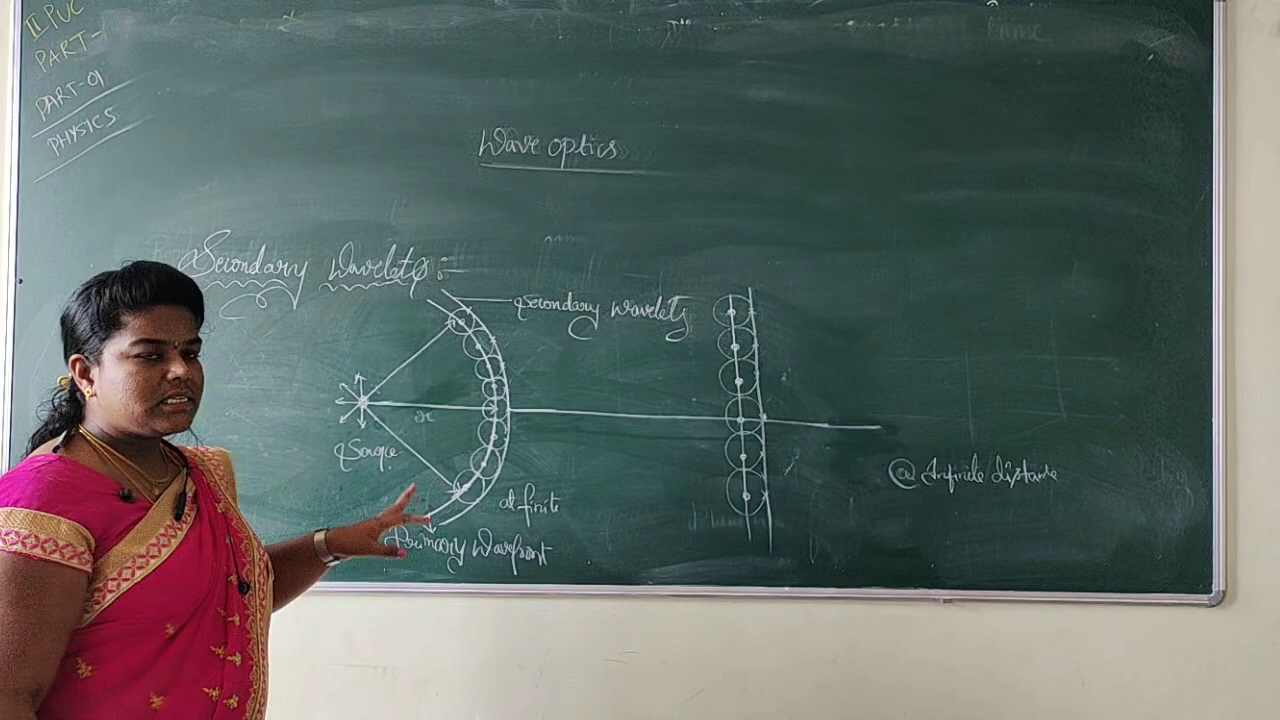 II PUC
PART-
PART-01
PHYSICS
Wave optics
Secondary Wavelets :-
Secondary wavelets
x
Source
at finite
Primary Wavefront
@ Infinite distance